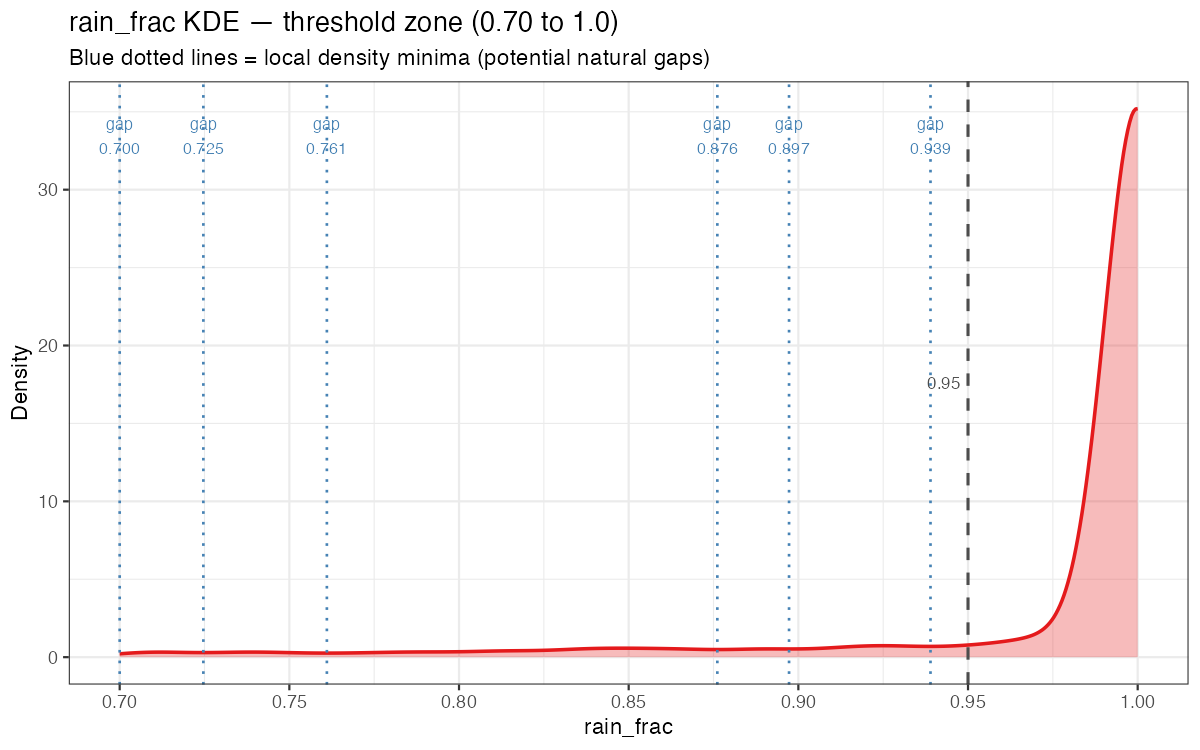 rain_frac KDE — threshold zone (0.70 to 1.0)
Blue dotted lines = local density minima (potential natural gaps)
gap
0.700
gap
0.725
gap
0.761
gap
0.876
gap
0.897
gap
0.939
0.95
30
20
10
0
Density
0.70
0.75
0.80
0.85
0.90
0.95
1.00
rain_frac